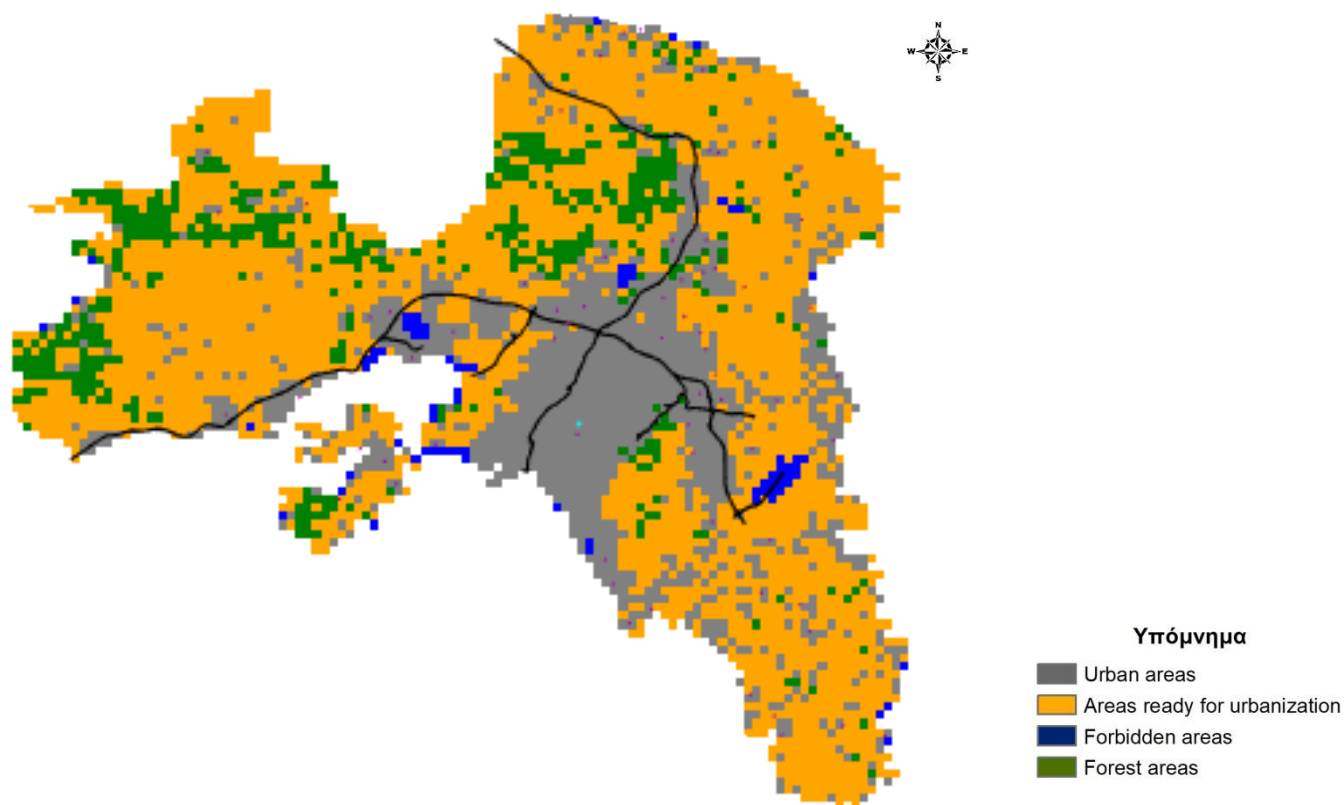 N
W E
S
Υπόμνημα
Urban areas
Areas ready for urbanization
Forbidden areas
Forest areas